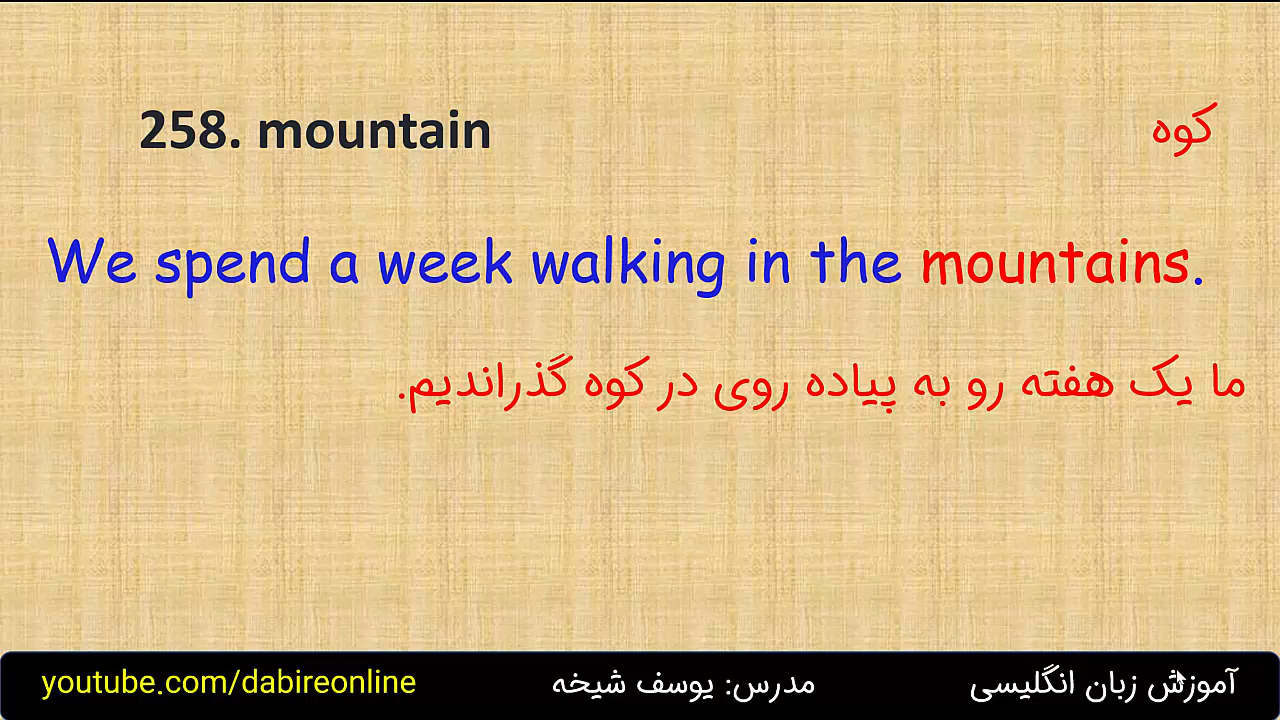 258. mountain
کوه
We spend a week walking in the mountains.
ما یک هفته رو به پیاده روی در کوه گذراندیم.
youtube.com/dabireonline
مدرس: یوسف شیخه
آموزش زبان انگلیسی